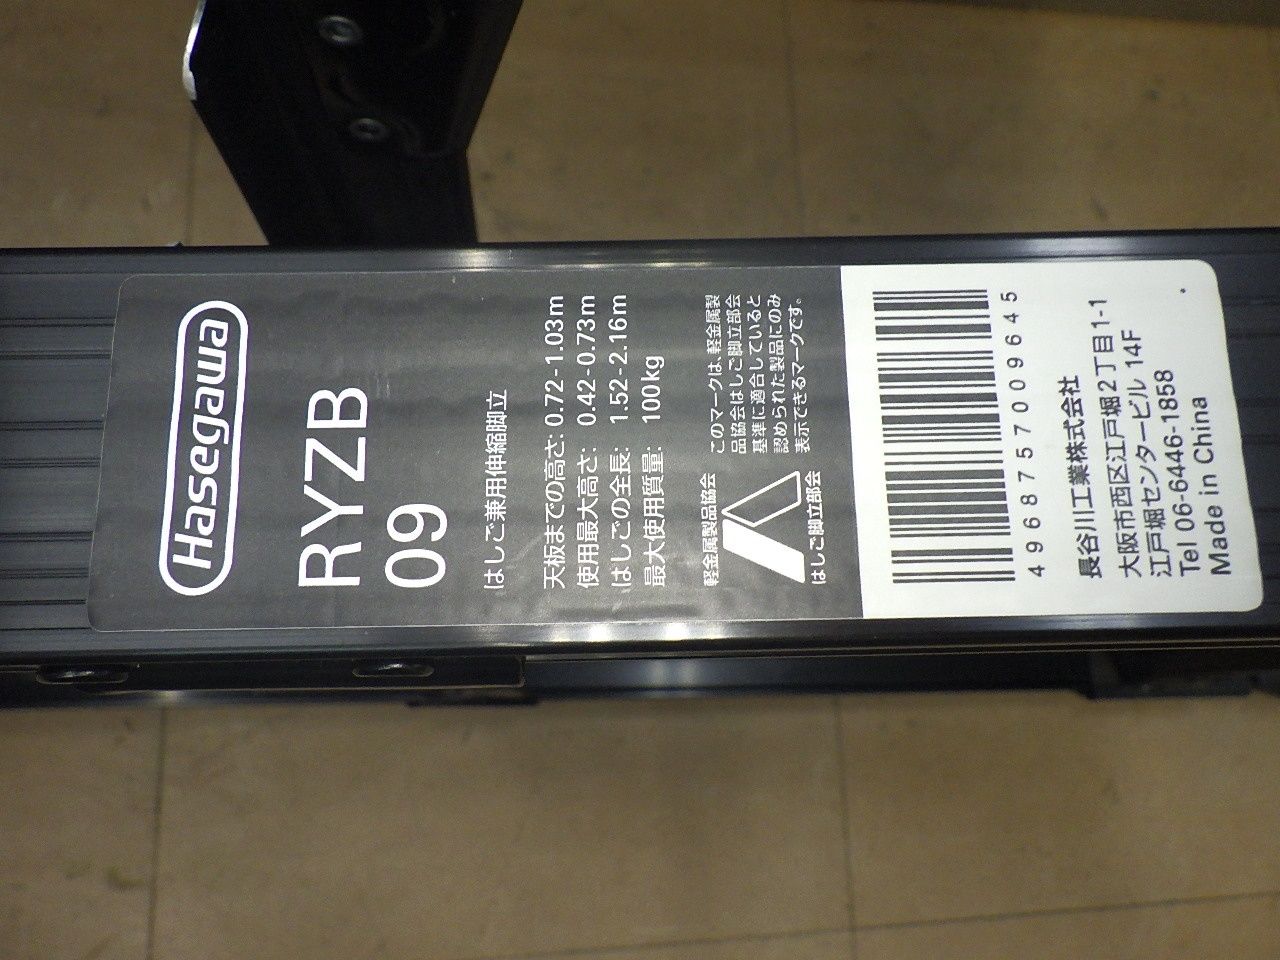 Hasegawa
RYZB
09
はしご兼用伸縮脚立
天板までの高さ: 0.72-1.03m
使用最大高さ: 0.42-0.73m
はしごの全長: 1.52-2.16m
最大使用質量: 100kg
軽金属製品協会
はしご脚立部会
このマークは、軽金属製
品協会はしご脚立部会
基準に適合していると
認められた製品にのみ
表示できるマークです。
4968757009645
長谷川工業株式会社
大阪市西区江戸堀2丁目1-1
江戸堀センタービル 14F
Tel 06-6446-1858
Made in China